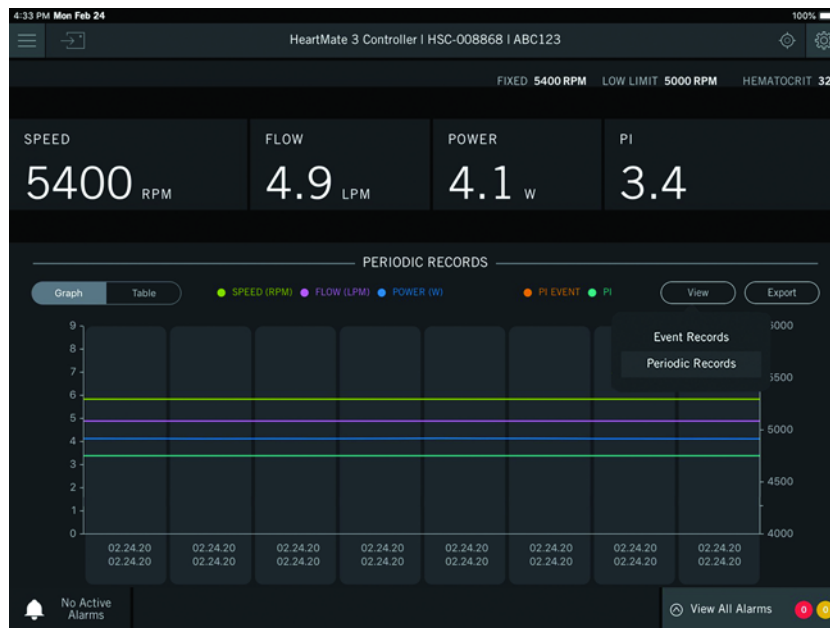 4:33 PM Mon Feb 24
100%
HeartMate 3 Controller I HSC-008868 I ABC123
FIXED 5400 RPM LOW LIMIT 5000 RPM HEMATOCRIT 32
SPEED
5400 RPM
FLOW
4.9 LPM
POWER
4.1 W
PI
3.4
PERIODIC RECORDS
Graph
Table
SPEED (RPM) FLOW (LPM) POWER (W) PI EVENT PI
View
Export
Event Records
Periodic Records
9
8
7
6
5
4
3
2
1
0
5500
5000
4500
4000
02.24.20 02.24.20 02.24.20 02.24.20 02.24.20 02.24.20 02.24.20 02.24.20
02.24.20 02.24.20 02.24.20 02.24.20 02.24.20 02.24.20 02.24.20 02.24.20
No Active
Alarms
View All Alarms 0 0